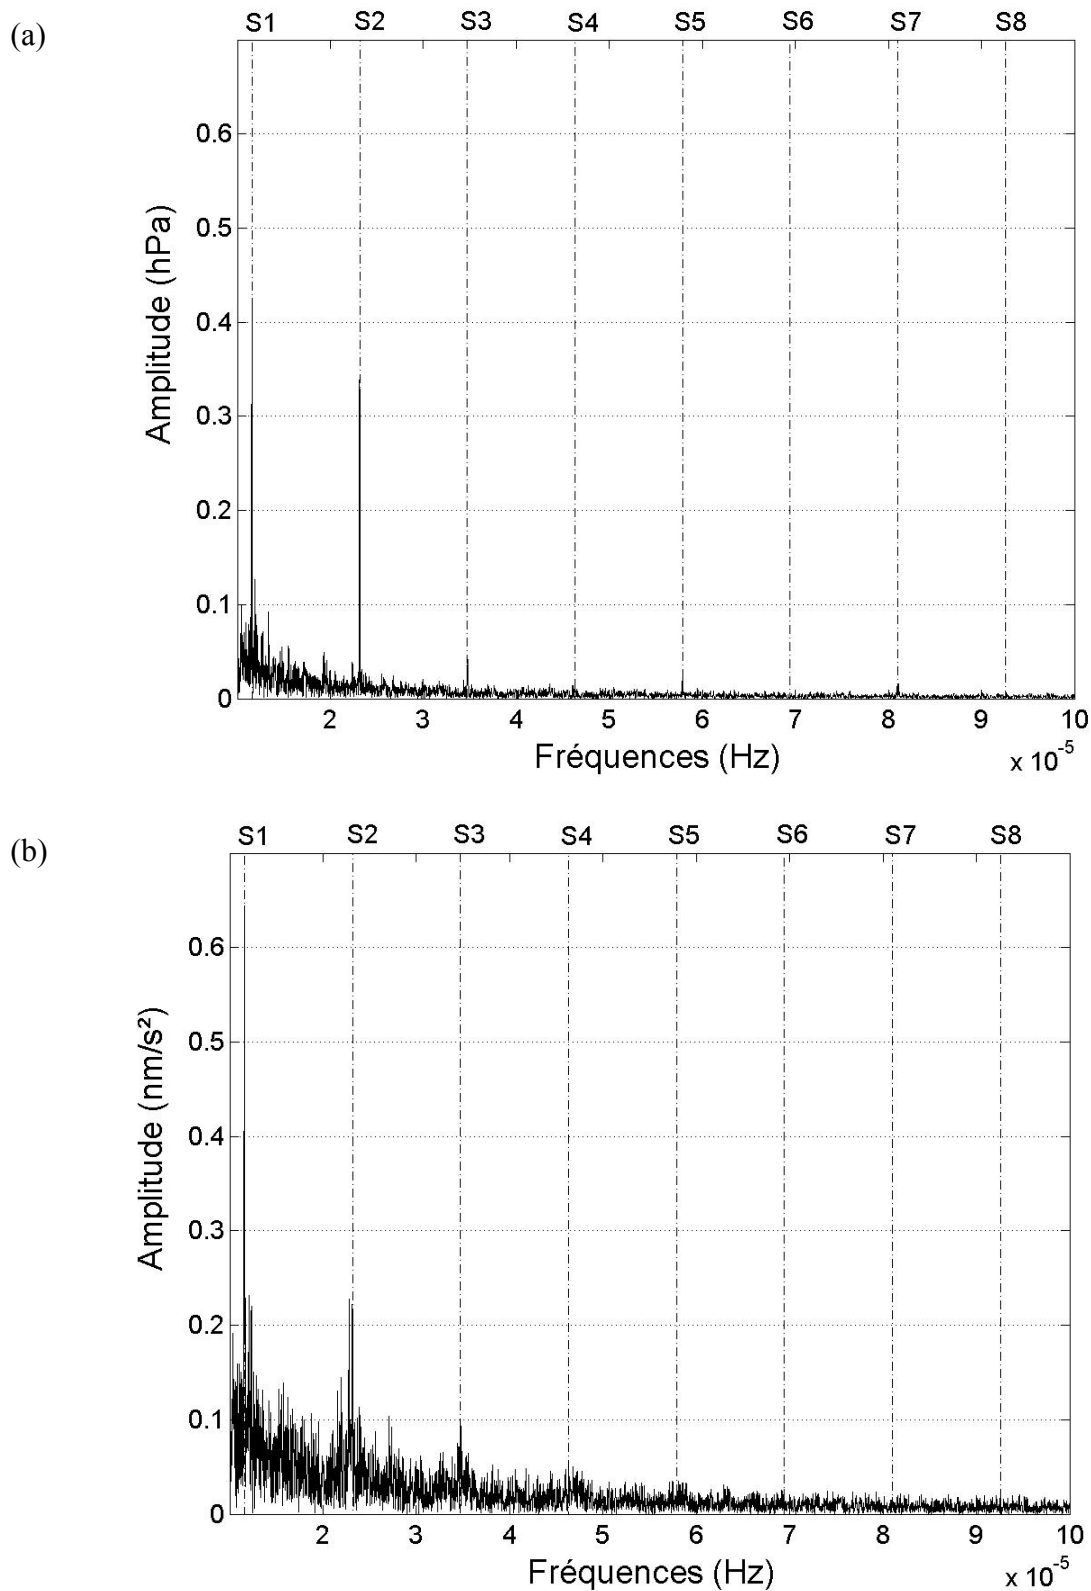 (a)
S1 S2 S3 S4 S5 S6 S7 S8
0.6
0.5
0.4
0.3
0.2
0.1
0
Amplitude (hPa)
2 3 4 5 6 7 8 9 10
Fréquences (Hz)
x 10⁻⁵
(b)
S1 S2 S3 S4 S5 S6 S7 S8
0.6
0.5
0.4
0.3
0.2
0.1
0
Amplitude (nm/s²)
2 3 4 5 6 7 8 9 10
Fréquences (Hz)
x 10⁻⁵